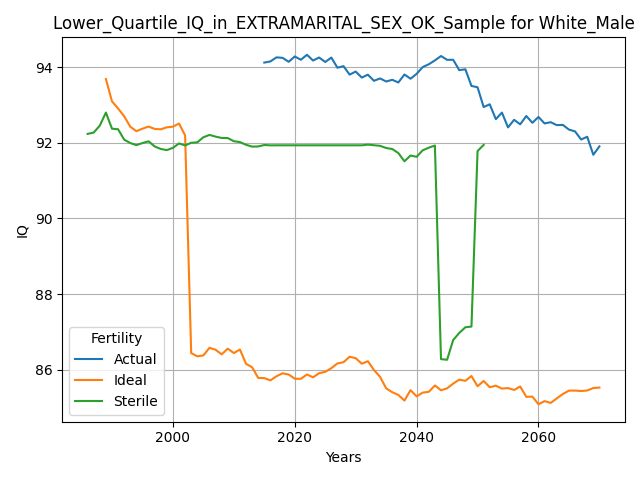 Lower_Quartile_IQ_in_EXTRAMARITAL_SEX_OK_Sample for White_Male
94
92
90
88
86
IQ
Fertility
Actual
Ideal
Sterile
2000
2020
2040
2060
Years